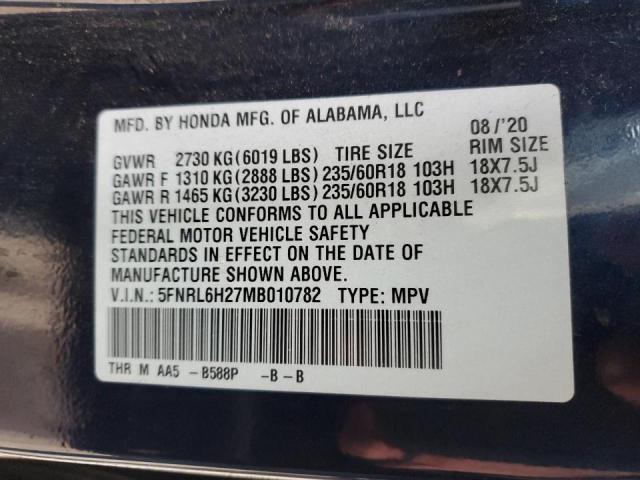 MFD. BY HONDA MFG. OF ALABAMA, LLC 08/'20
GVWR 2730 KG (6019 LBS) TIRE SIZE RIM SIZE
GAWR F 1310 KG (2888 LBS) 235/60R18 103H 18X7.5J
GAWR R 1465 KG (3230 LBS) 235/60R18 103H 18X7.5J
THIS VEHICLE CONFORMS TO ALL APPLICABLE
FEDERAL MOTOR VEHICLE SAFETY
STANDARDS IN EFFECT ON THE DATE OF
MANUFACTURE SHOWN ABOVE.
V.I.N.: 5FNRL6H27MB010782 TYPE: MPV
THR M AA5 -B588P -B-B